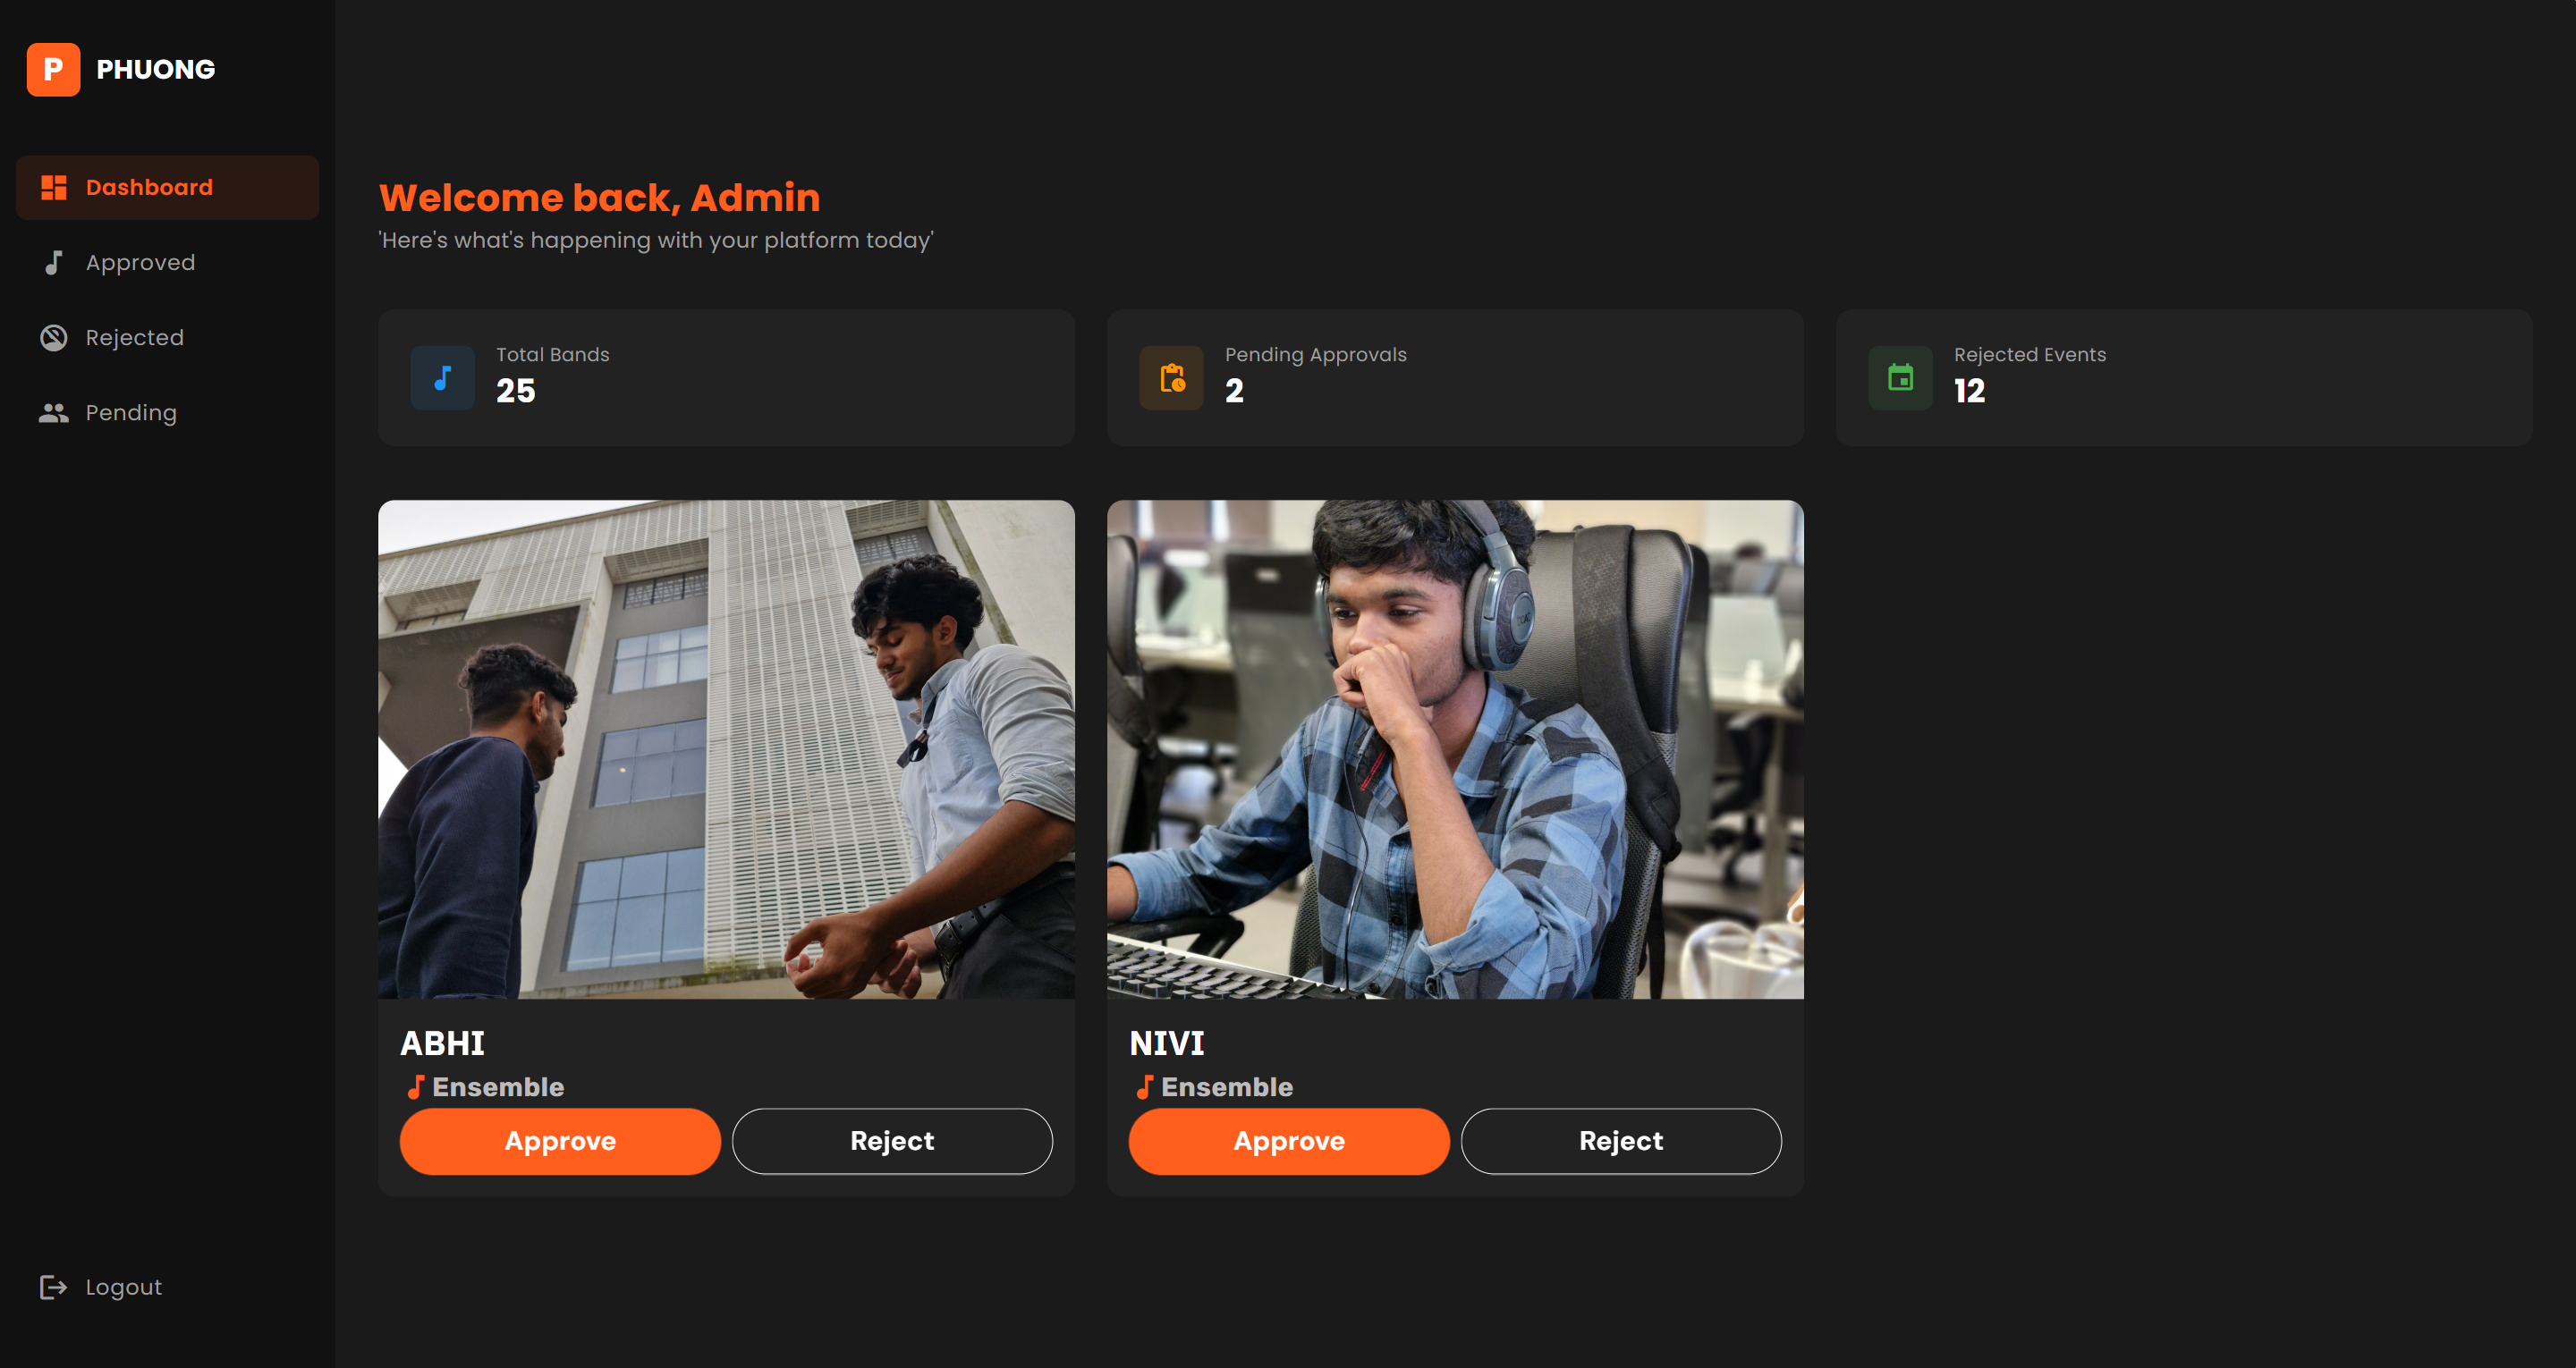 P PHUONG
Dashboard
Approved
Rejected
Pending
Logout
Welcome back, Admin
'Here's what's happening with your platform today'
Total Bands
25
Pending Approvals
2
Rejected Events
12
ABHI
Ensemble
Approve Reject
NIVI
Ensemble
Approve Reject